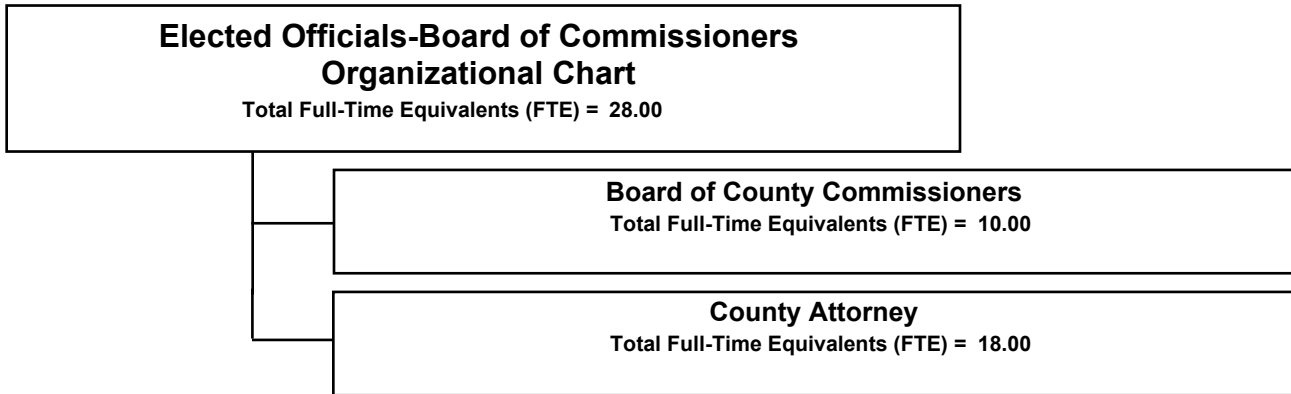 Elected Officials-Board of Commissioners
Organizational Chart
Total Full-Time Equivalents (FTE) = 28.00
Board of County Commissioners
Total Full-Time Equivalents (FTE) = 10.00
County Attorney
Total Full-Time Equivalents (FTE) = 18.00